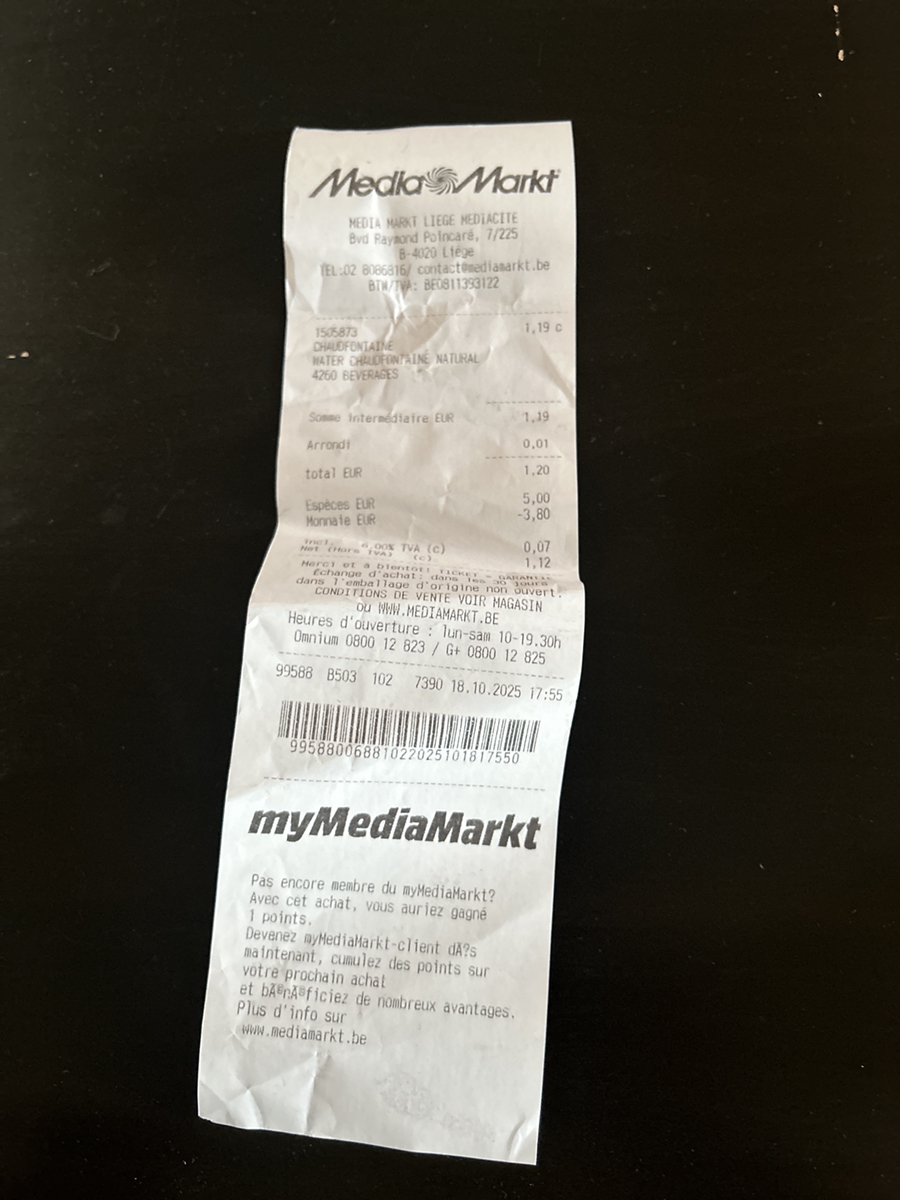 Media Markt
MEDIA MARKT LIEGE MEDIACITE
Bvd Raymond Poincaré, 7/225
B-4020 Liège
TEL:02 8086816/ contact@mediamarkt.be
BTW/TVA: BE0811393122
1505873 1,19 c
CHAUDFONTAINE
WATER CHAUDFONTAINE NATURAL
4260 BEVERAGES
Somme intermédiaire EUR 1,19
Arrondi 0,01
total EUR 1,20
Espèces EUR 5,00
Monnaie EUR -3,80
incl. 6,00% TVA (c) 0,07
Net (Hors TVA) (c) 1,12
Merci et à bientôt! TICKET = GARANTIE
Échange d'achat: dans les 30 jours
dans l'emballage d'origine non ouvert.
CONDITIONS DE VENTE VOIR MAGASIN
ou WWW.MEDIAMARKT.BE
Heures d'ouverture : lun-sam 10-19.30h
Omnium 0800 12 823 / G+ 0800 12 825
99588 B503 102 7390 18.10.2025 17:55
9958800688102202510181755​0
myMediaMarkt
Pas encore membre du myMediaMarkt?
Avec cet achat, vous auriez gagné
1 points.
Devenez myMediaMarkt-client dÃ?s
maintenant, cumulez des points sur
votre prochain achat
et bÃ©nÃ©ficiez de nombreux avantages.
Plus d'info sur
www.mediamarkt.be